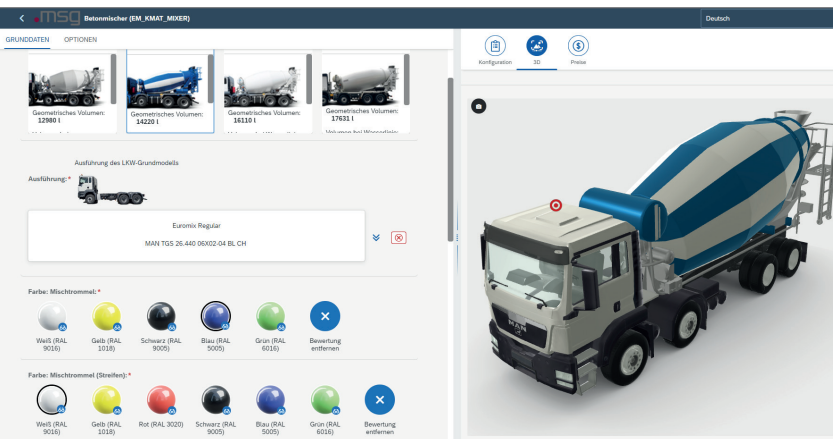 .msg Betonmischer (EM_KMAT_MIXER)
Deutsch
GRUNDDATEN OPTIONEN
Konfiguration 3D Preise
Geometrisches Volumen:
12980 l
Geometrisches Volumen:
14220 l
Geometrisches Volumen:
16110 l
Geometrisches Volumen:
17631 l
Volumen bei Wasserlinie:
Ausführung des LKW-Grundmodells
Ausführung:*
Euromix Regular
MAN TGS 26.440 06X02-04 BL CH
Farbe: Mischtrommel:*
Weiß (RAL
9016)
Gelb (RAL
1018)
Schwarz (RAL
9005)
Blau (RAL
5005)
Grün (RAL
6016)
Bewertung
entfernen
Farbe: Mischtrommel (Streifen):*
Weiß (RAL
9016)
Gelb (RAL
1018)
Rot (RAL 3020)
Schwarz (RAL
9005)
Blau (RAL
5005)
Grün (RAL
6016)
Bewertung
entfernen
MAN